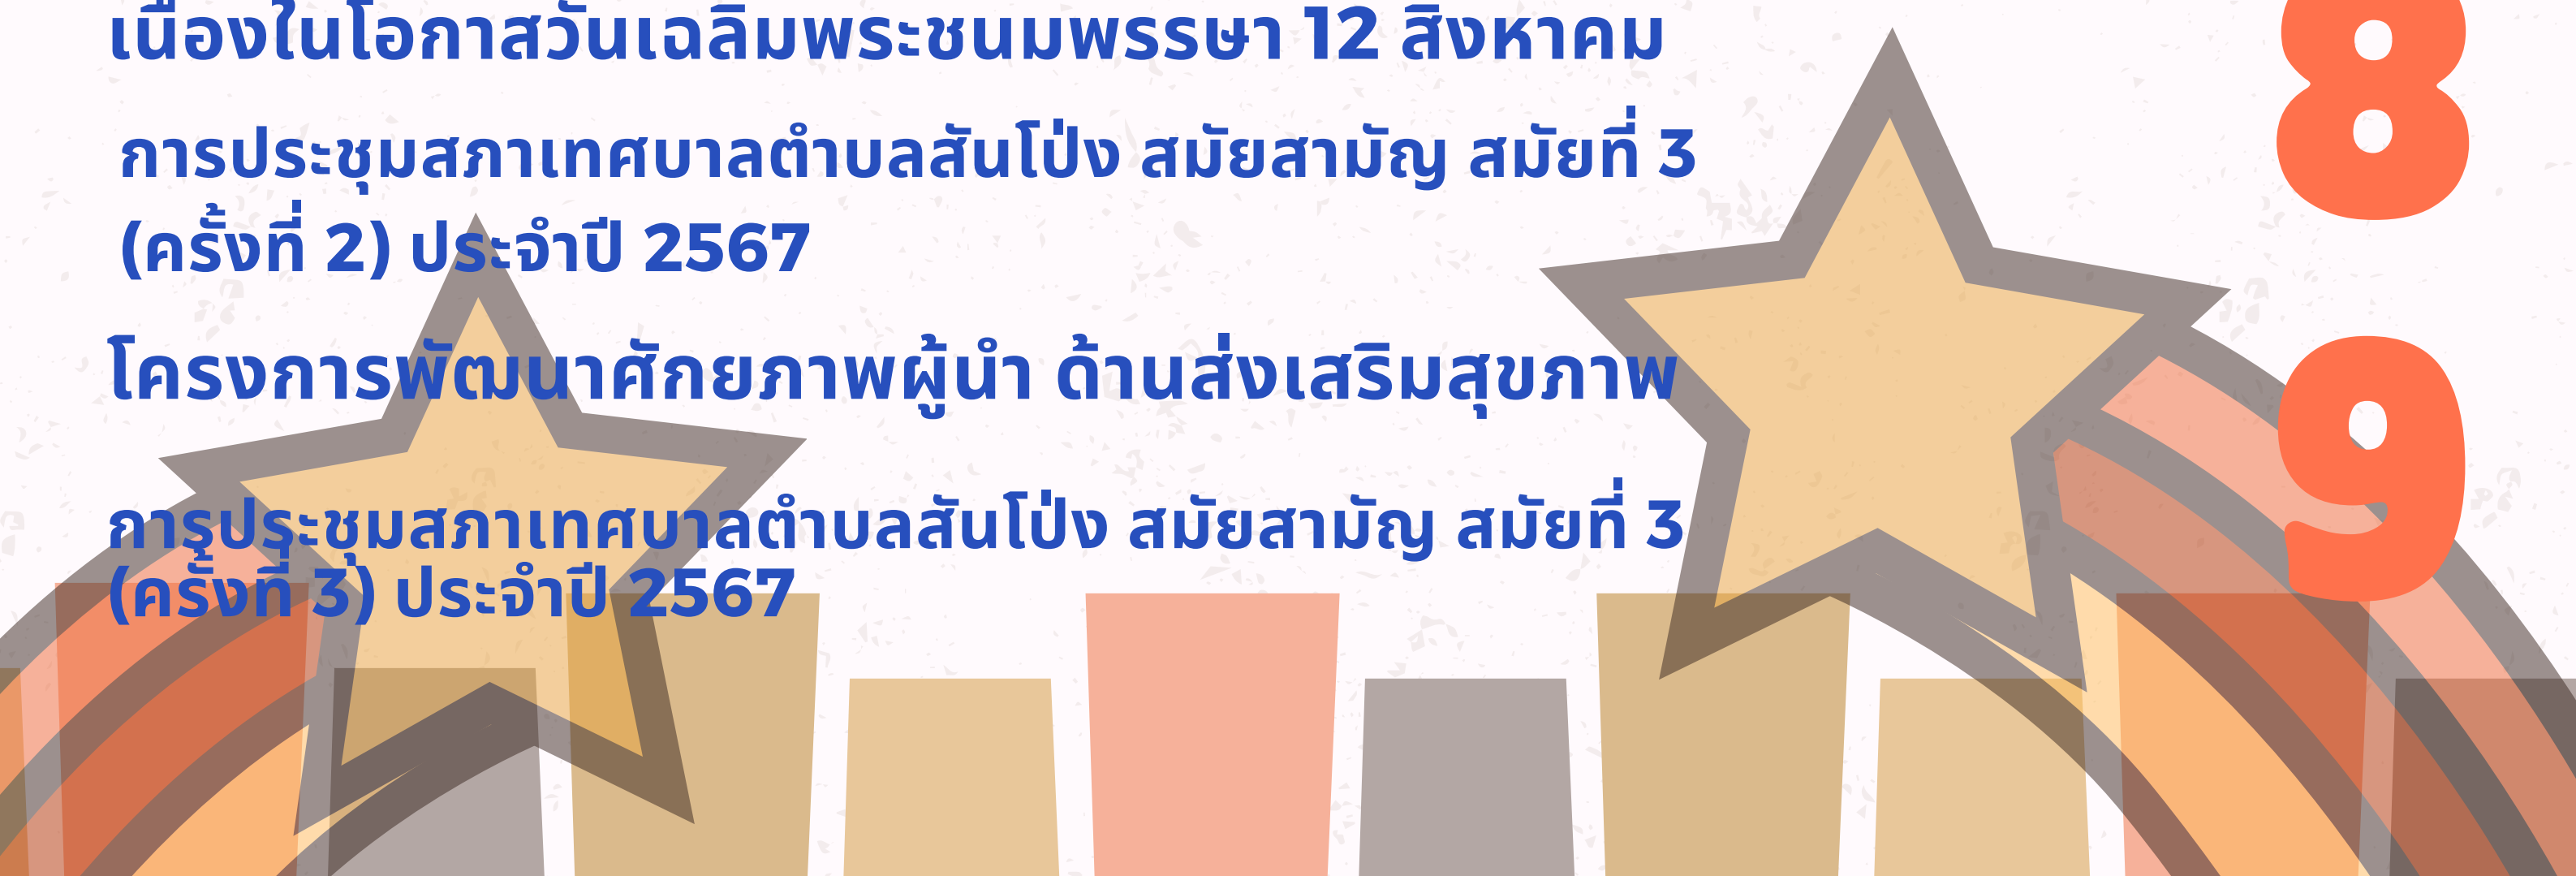 เนื่องในโอกาสวันเฉลิมพระชนมพรรษา 12 สิงหาคม
8
การประชุมสภาเทศบาลตำบลสันโป่ง สมัยสามัญ สมัยที่ 3
(ครั้งที่ 2) ประจำปี 2567
โครงการพัฒนาศักยภาพผู้นำ ด้านส่งเสริมสุขภาพ
9
การประชุมสภาเทศบาลตำบลสันโป่ง สมัยสามัญ สมัยที่ 3
(ครั้งที่ 3) ประจำปี 2567